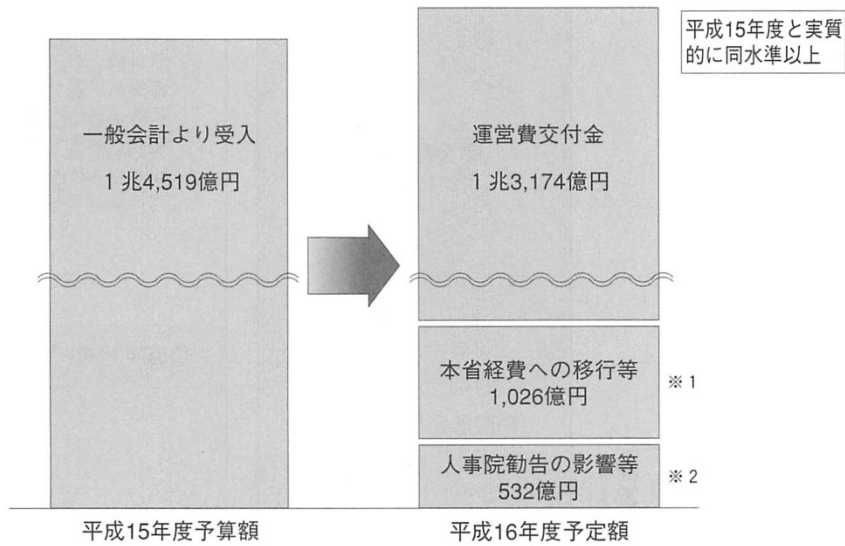 平成15年度と実質
的に同水準以上
一般会計より受入
1兆4,519億円
運営費交付金
1兆3,174億円
本省経費への移行等
1,026億円
※1
人事院勧告の影響等
532億円
※2
平成15年度予算額
平成16年度予定額